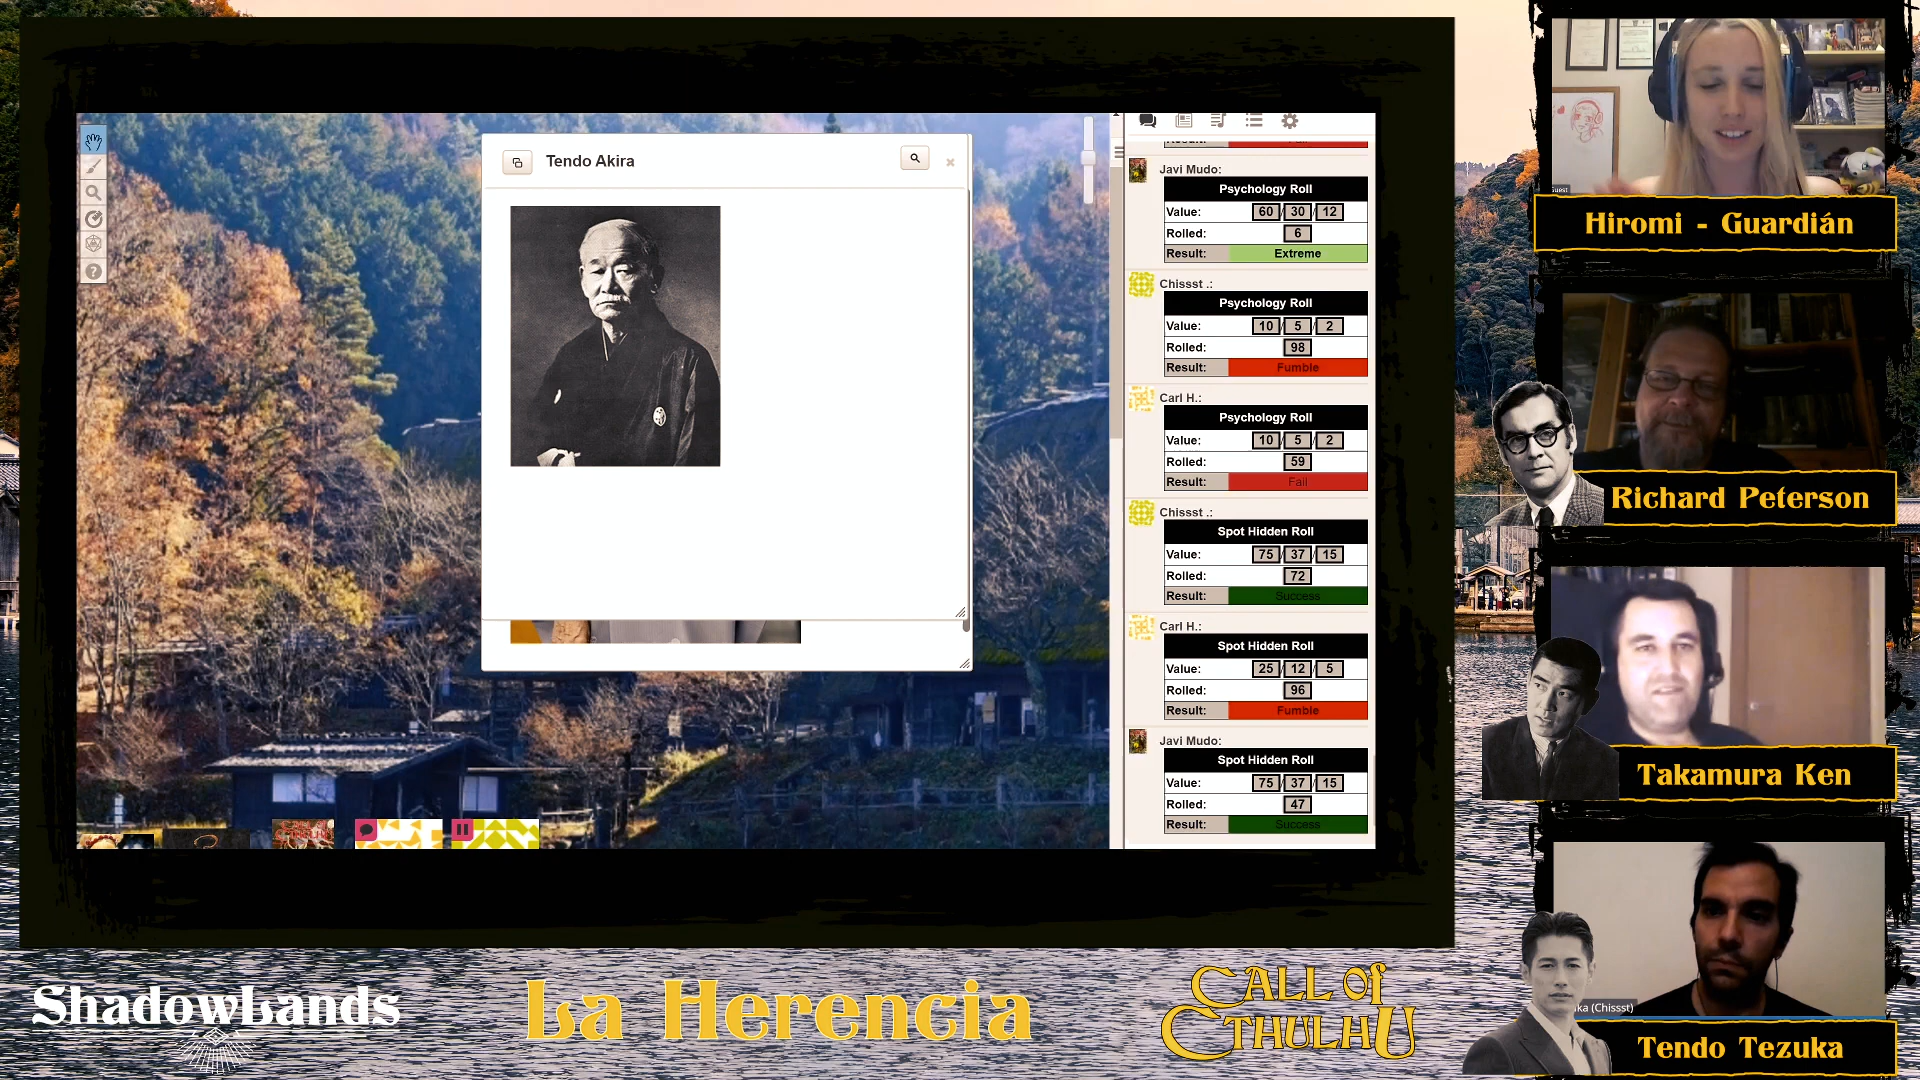 Tendo Akira
Result:
Javi Mudo:
Psychology Roll
Value: 60 / 30 / 12
Rolled: 6
Result: Extreme
Chissst .:
Psychology Roll
Value: 10 / 5 / 2
Rolled: 98
Result: Fumble
Carl H.:
Psychology Roll
Value: 10 / 5 / 2
Rolled: 59
Result: Fail
Chissst .:
Spot Hidden Roll
Value: 75 / 37 / 15
Rolled: 72
Result: Success
Carl H.:
Spot Hidden Roll
Value: 25 / 12 / 5
Rolled: 96
Result: Fumble
Javi Mudo:
Spot Hidden Roll
Value: 75 / 37 / 15
Rolled: 47
Result: Success
Hiromi - Guardián
Richard Peterson
Takamura Ken
(Chissst)
Tendo Tezuka
ShadowLands
La Herencia
CALL of
CTHULHU